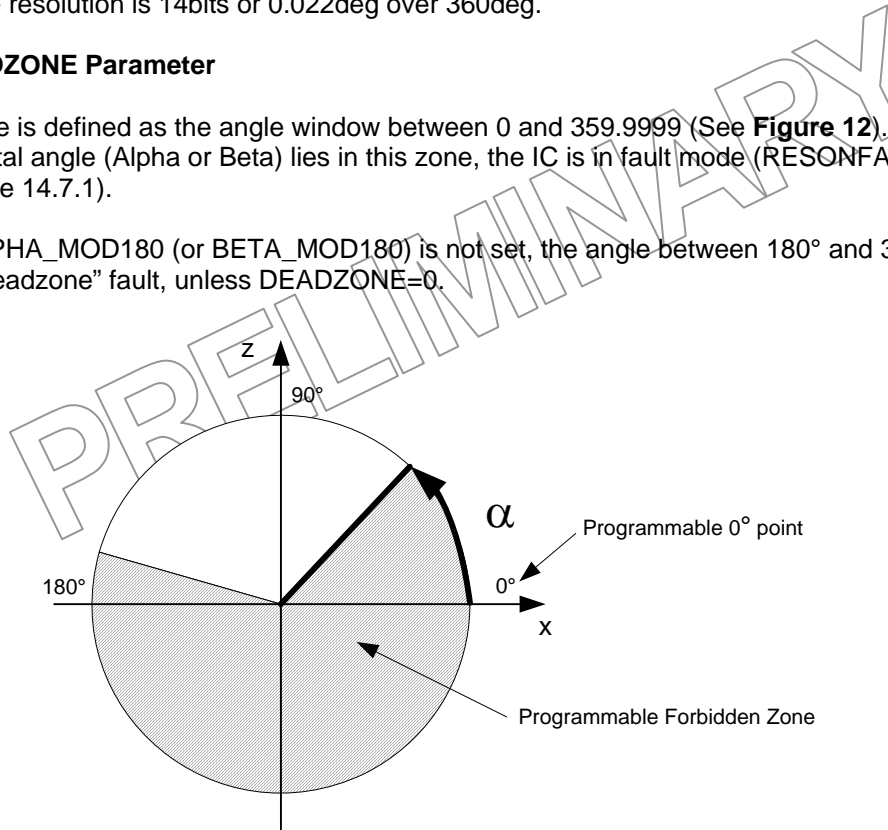 resolution is 14bits or 0.022deg over 360deg.
ZONE Parameter
is defined as the angle window between 0 and 359.9999 (See Figure 12).
angle (Alpha or Beta) lies in this zone, the IC is in fault mode (RESONFA
14.7.1).
PHA_MOD180 (or BETA_MOD180) is not set, the angle between 180° and 3
eadzone” fault, unless DEADZONE=0.
PRELIMINARY
z
90°
α
Programmable 0° point
180°
0°
x
Programmable Forbidden Zone